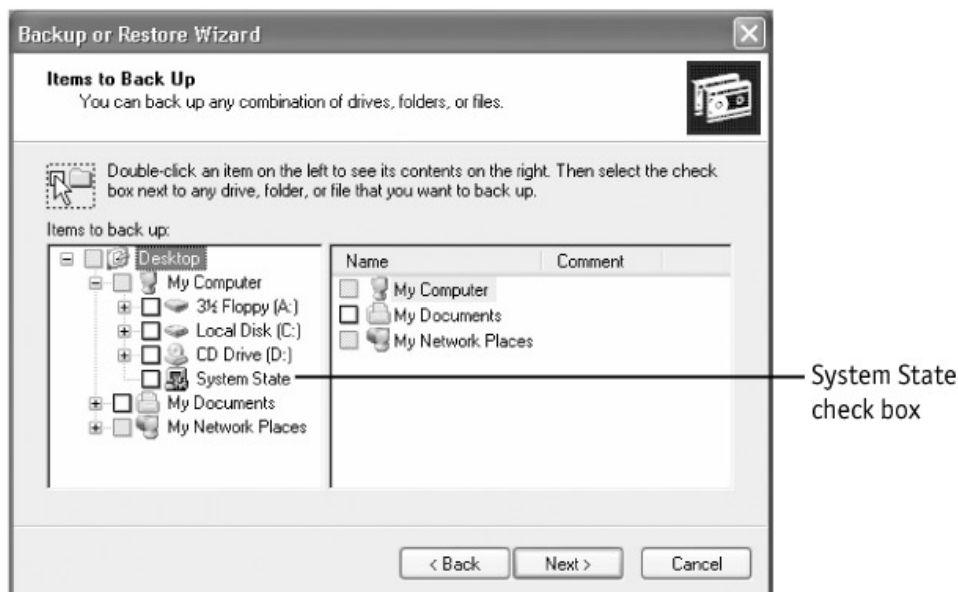 Backup or Restore Wizard
Items to Back Up
You can back up any combination of drives, folders, or files.
Double-click an item on the left to see its contents on the right. Then select the check
box next to any drive, folder, or file that you want to back up.
Items to back up:
Desktop
My Computer
3½ Floppy (A:)
Local Disk (C:)
CD Drive (D:)
System State
My Documents
My Network Places
Name Comment
My Computer
My Documents
My Network Places
System State
check box
< Back Next > Cancel